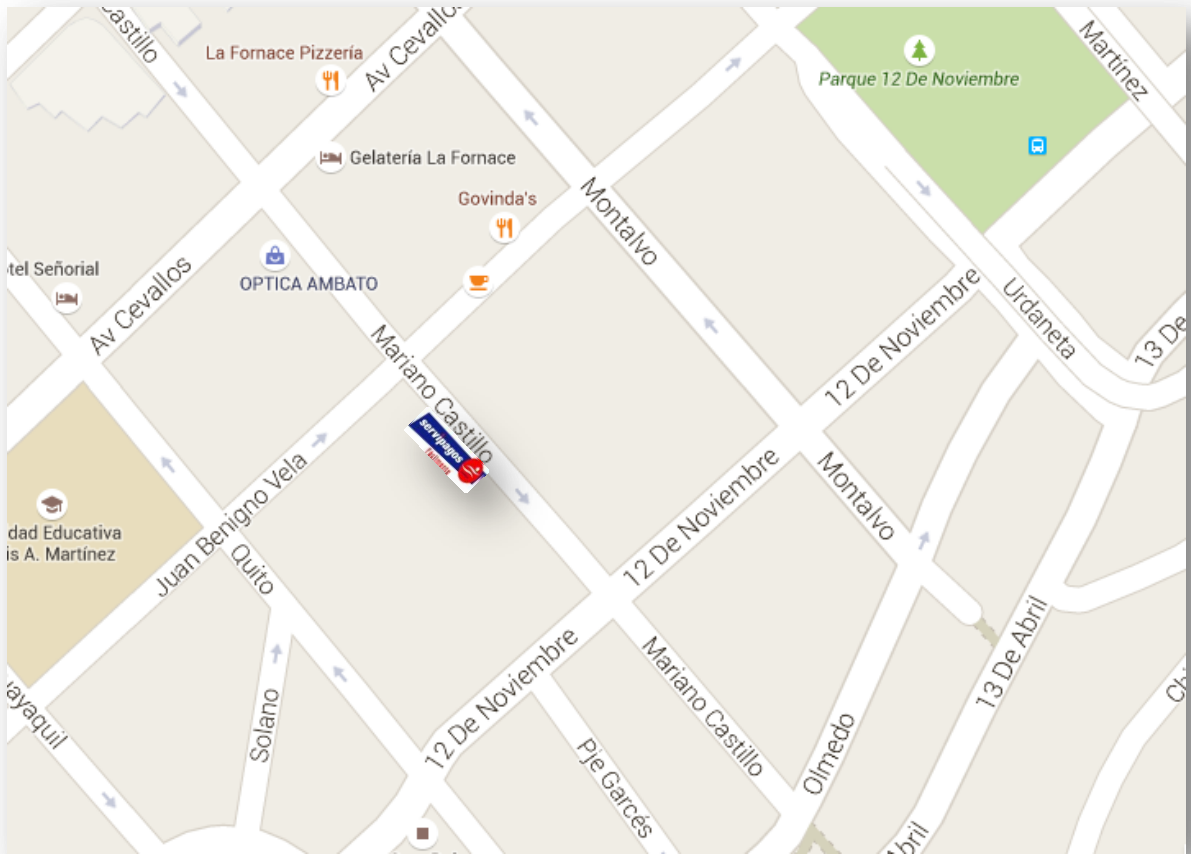 Castillo
La Fornace Pizzería
Av Cevallos
Martínez
Parque 12 De Noviembre
Gelatería La Fornace
Govinda's
Montalvo
tel Señorial
OPTICA AMBATO
Av Cevallos
Mariano Castillo
12 De Noviembre
Urdaneta
13 De
servipagos
Fácilmente
Juan Benigno Vela
dad Educativa
is A. Martínez
Quito
12 De Noviembre
Montalvo
12 De Noviembre
Mariano Castillo
13 De Abril
Solano
ayaquil
Pje Garcés
Olmedo
Abril